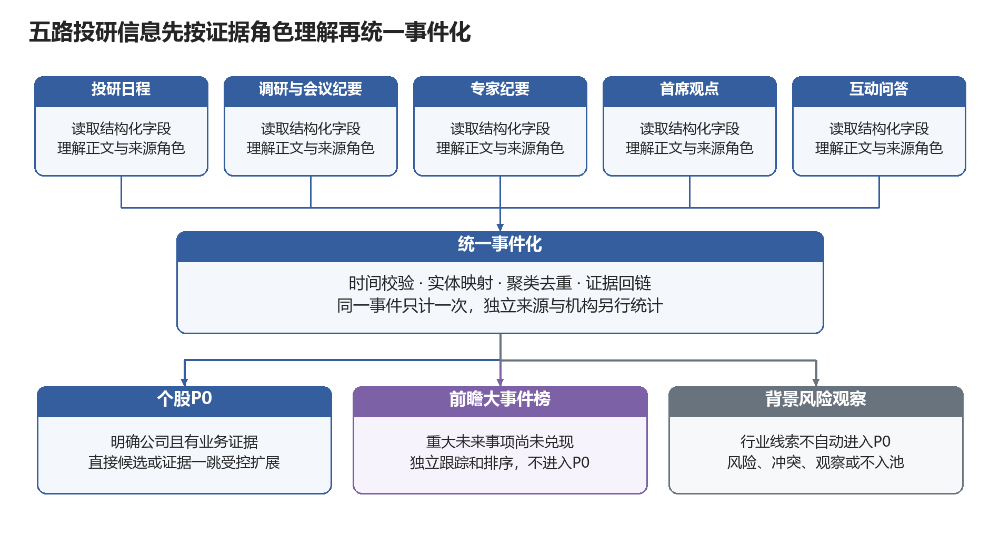 五路投研信息先按证据角色理解再统一事件化
投研日程
读取结构化字段
理解正文与来源角色
调研与会议纪要
读取结构化字段
理解正文与来源角色
专家纪要
读取结构化字段
理解正文与来源角色
首席观点
读取结构化字段
理解正文与来源角色
互动问答
读取结构化字段
理解正文与来源角色
统一事件化
时间校验 · 实体映射 · 聚类去重 · 证据回链
同一事件只计一次，独立来源与机构另行统计
个股P0
明确公司且有业务证据
直接候选或证据一跳受控扩展
前瞻大事件榜
重大未来事项尚未兑现
独立跟踪和排序，不进入P0
背景风险观察
行业线索不自动进入P0
风险、冲突、观察或不入池